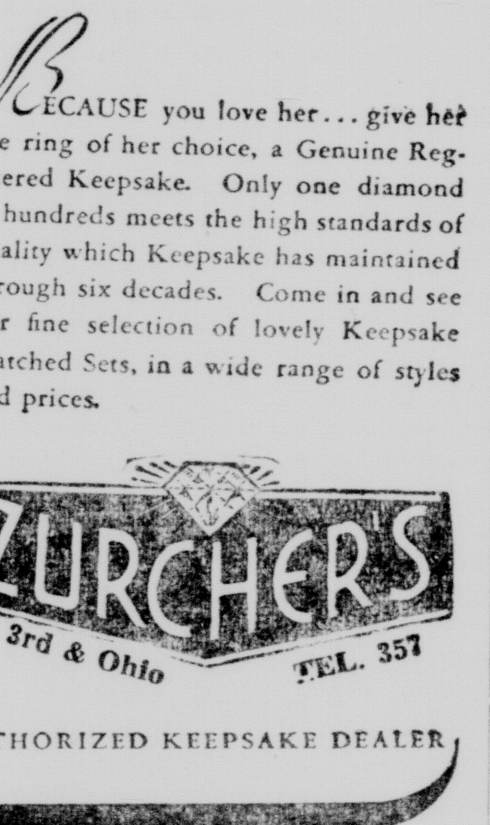 BECAUSE you love her... give her
ring of her choice, a Genuine Reg-
ered Keepsake. Only one diamond
hundreds meets the high standards of
ality which Keepsake has maintained
rough six decades. Come in and see
r fine selection of lovely Keepsake
atched Sets, in a wide range of styles
d prices.
ZURCHER'S
3rd & Ohio
TEL. 357
THORIZED KEEPSAKE DEALER